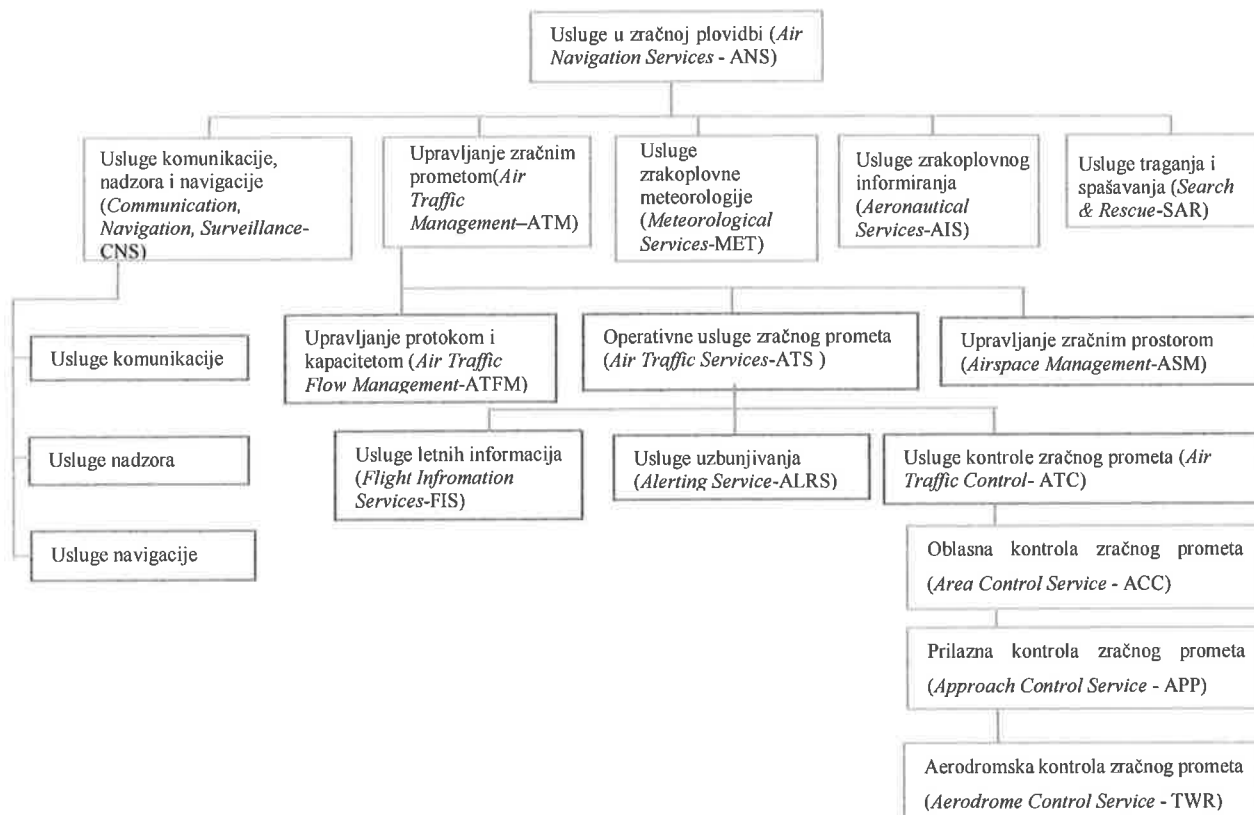 Usluge u zračnoj plovidbi (Air
Navigation Services - ANS)
Usluge komunikacije,
nadzora i navigacije
(Communication,
Navigation, Surveillance-
CNS)
Upravljanje zračnim
prometom(Air
Traffic
Management–ATM)
Usluge
zrakoplovne
meteorologije
(Meteorological
Services-MET)
Usluge zrakoplovnog
informiranja
(Aeronautical
Services-AIS)
Usluge traganja i
spašavanja (Search
& Rescue-SAR)
Usluge komunikacije
Usluge nadzora
Usluge navigacije
Upravljanje protokom i
kapacitetom (Air Traffic
Flow Management-ATFM)
Operativne usluge zračnog prometa
(Air Traffic Services-ATS )
Upravljanje zračnim prostorom
(Airspace Management-ASM)
Usluge letnih informacija
(Flight Infromation
Services-FIS)
Usluge uzbunjivanja
(Alerting Service-ALRS)
Usluge kontrole zračnog prometa (Air
Traffic Control- ATC)
Oblasna kontrola zračnog prometa
(Area Control Service - ACC)
Prilazna kontrola zračnog prometa
(Approach Control Service - APP)
Aerodromska kontrola zračnog prometa
(Aerodrome Control Service - TWR)